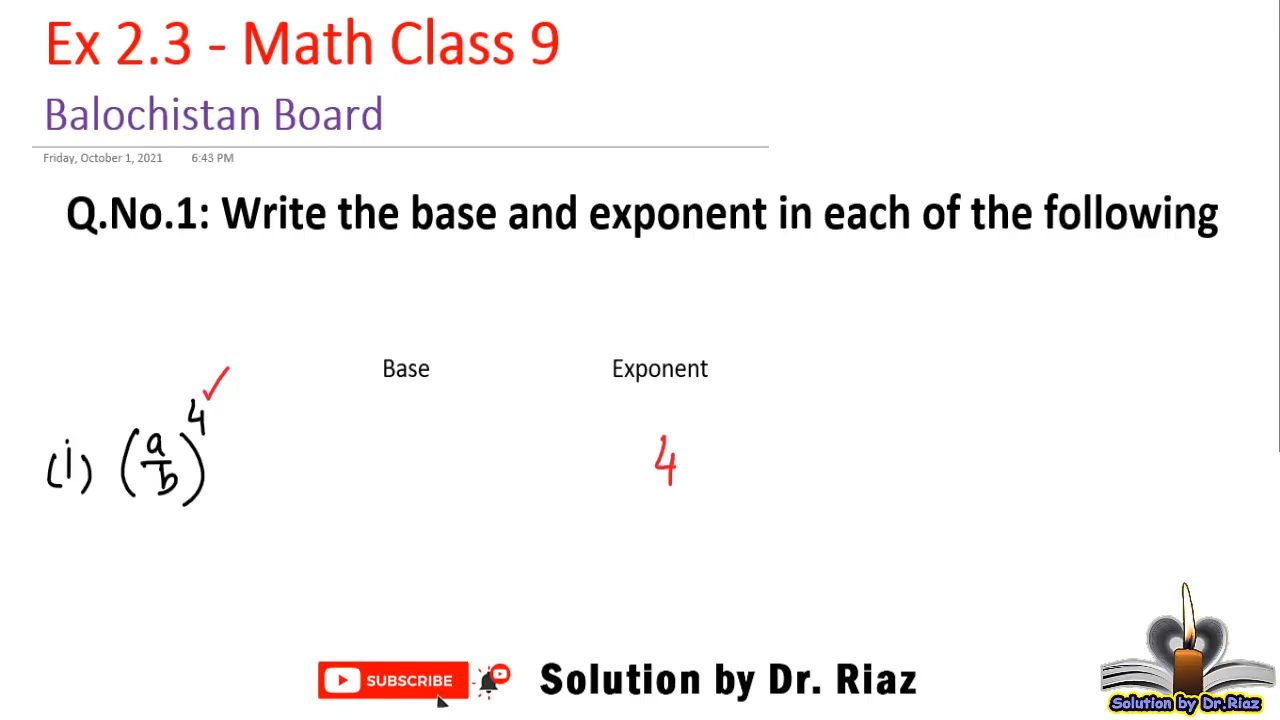 Ex 2.3 - Math Class 9
Balochistan Board
Friday, October 1, 2021 6:43 PM
Q.No.1: Write the base and exponent in each of the following
Base Exponent
(i) (a/b)^4 ✓ 4
SUBSCRIBE Solution by Dr. Riaz
Solution by Dr.Riaz